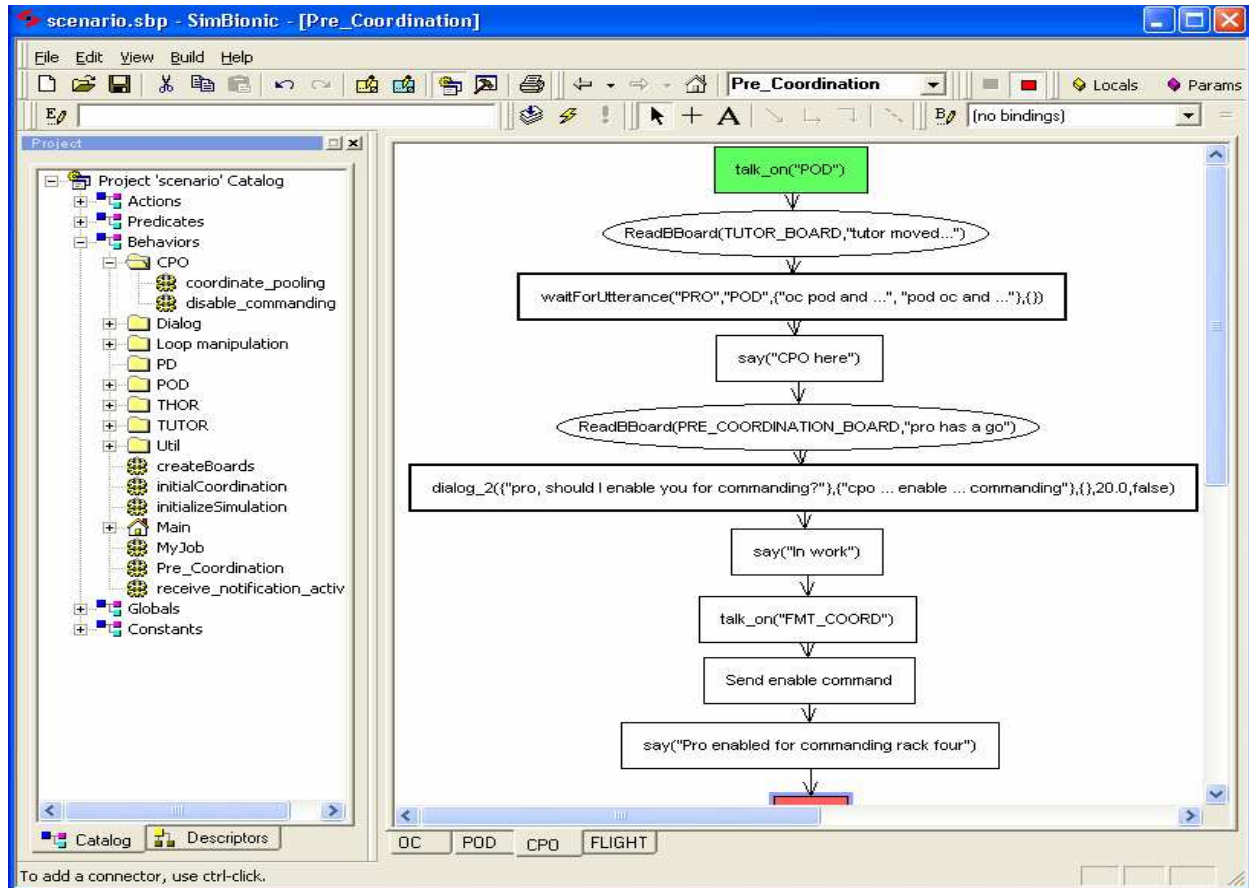 scenario.sbp - SimBionic - [Pre_Coordination]
File Edit View Build Help
Pre_Coordination Locals Params
E (no bindings)
A B
Project
Project 'scenario' Catalog
Actions
Predicates
Behaviors
CPO
coordinate_pooling
disable_commanding
Dialog
Loop manipulation
PD
POD
THOR
TUTOR
Util
createBoards
initialCoordination
initializeSimulation
Main
MyJob
Pre_Coordination
receive_notification_activ
Globals
Constants
Catalog Descriptors
talk_on("POD")
ReadBBoard(TUTOR_BOARD,"tutor moved...")
waitForUtterance("PRO","POD",{"oc pod and ...", "pod oc and ..."},{})
say("CPO here")
ReadBBoard(PRE_COORDINATION_BOARD,"pro has a go")
dialog_2({"pro, should I enable you for commanding?"},{"cpo ... enable ... commanding"},{},20.0,false)
say("In work")
talk_on("FMT_COORD")
Send enable command
say("Pro enabled for commanding rack four")
OC POD CPO FLIGHT
To add a connector, use ctrl-click.